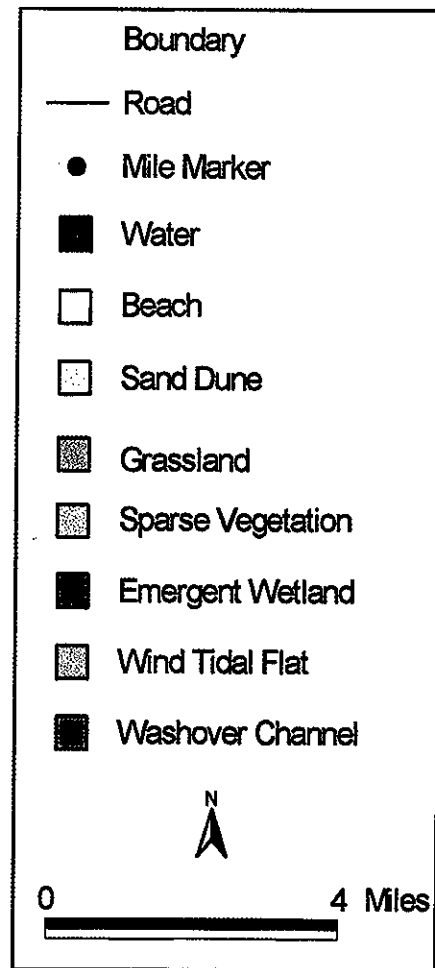 Boundary
Road
Mile Marker
Water
Beach
Sand Dune
Grassland
Sparse Vegetation
Emergent Wetland
Wind Tidal Flat
Washover Channel
N
0 4 Miles